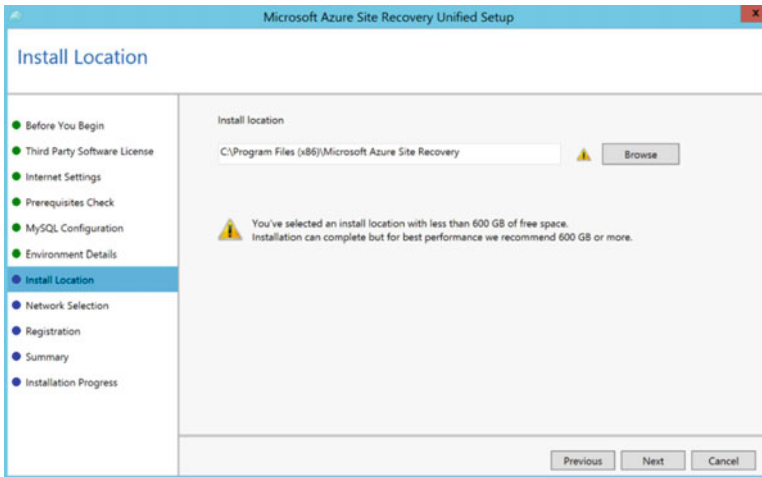 Microsoft Azure Site Recovery Unified Setup
x
Install Location
Before You Begin
Third Party Software License
Internet Settings
Prerequisites Check
MySQL Configuration
Environment Details
Install Location
Network Selection
Registration
Summary
Installation Progress
Install location
C:\Program Files (x86)\Microsoft Azure Site Recovery
Browse
You've selected an install location with less than 600 GB of free space.
Installation can complete but for best performance we recommend 600 GB or more.
Previous
Next
Cancel